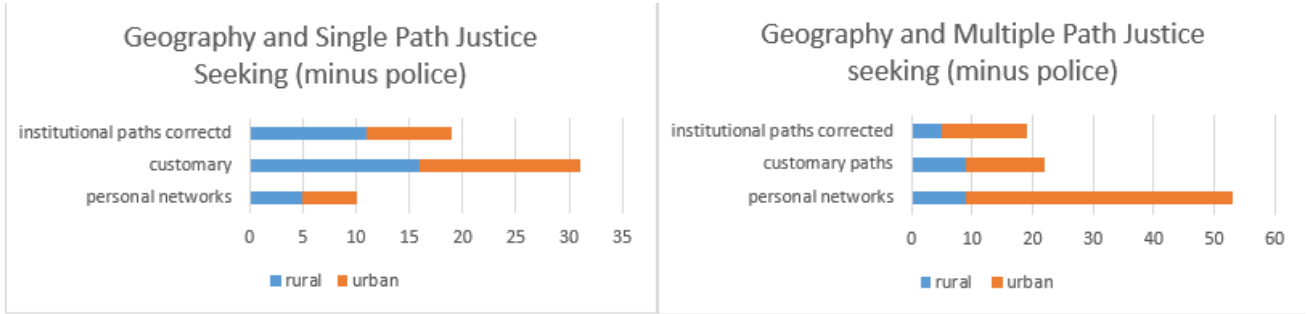 Geography and Single Path Justice
Seeking (minus police)
institutional paths correctd
customary
personal networks
0 5 10 15 20 25 30 35
rural urban
Geography and Multiple Path Justice
seeking (minus police)
institutional paths corrected
customary paths
personal networks
0 10 20 30 40 50 60
rural urban